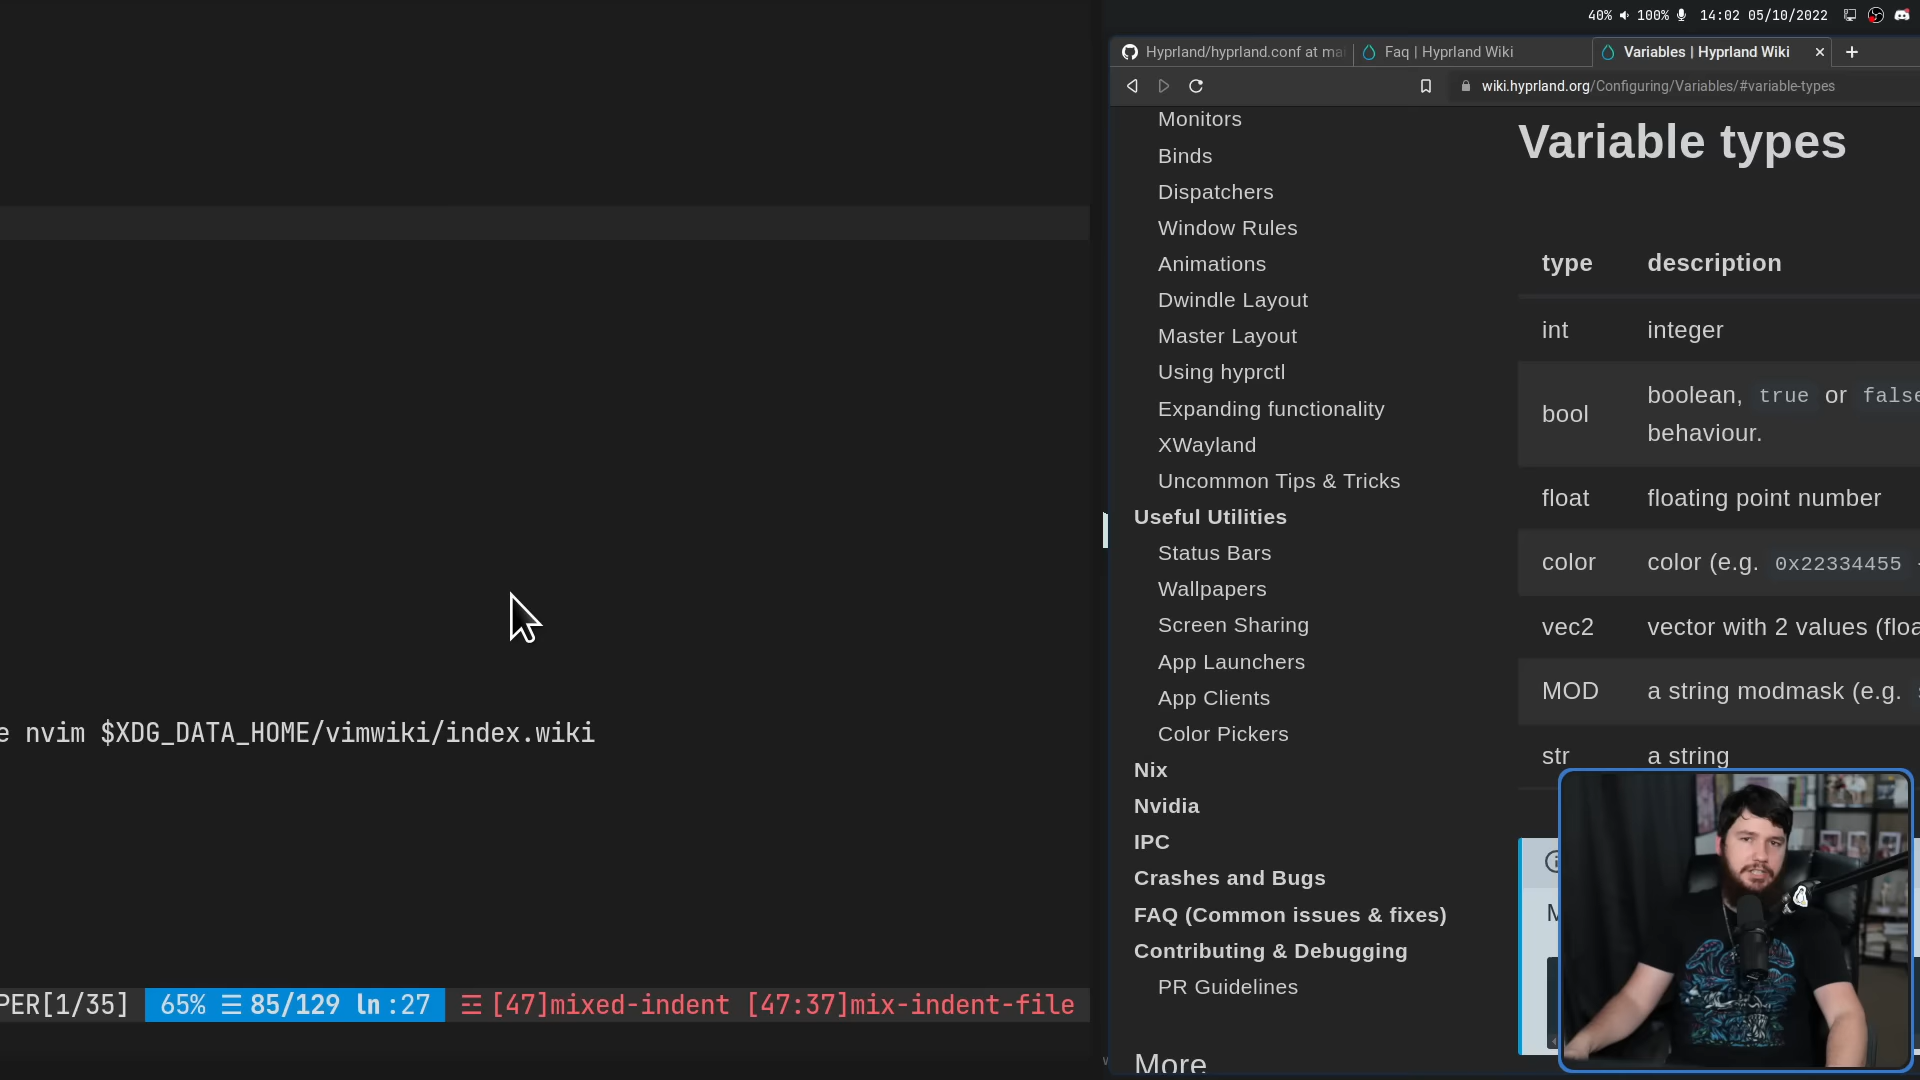 40% 100% 14:02 05/10/2022
Hyprland/hyprland.conf at mai
Faq | Hyprland Wiki
Variables | Hyprland Wiki
wiki.hyprland.org/Configuring/Variables/#variable-types
Monitors
Binds
Dispatchers
Window Rules
Animations
Dwindle Layout
Master Layout
Using hyprctl
Expanding functionality
XWayland
Uncommon Tips & Tricks
Useful Utilities
Status Bars
Wallpapers
Screen Sharing
App Launchers
App Clients
Color Pickers
Nix
Nvidia
IPC
Crashes and Bugs
FAQ (Common issues & fixes)
Contributing & Debugging
PR Guidelines
More
Variable types
type description
int integer
bool boolean, true or false
behaviour.
float floating point number
color color (e.g. 0x22334455
vec2 vector with 2 values (floa
MOD a string modmask (e.g.
str a string
e nvim $XDG_DATA_HOME/vimwiki/index.wiki
PER[1/35] 65% ☰ 85/129 ln :27 ☲ [47]mixed-indent [47:37]mix-indent-file